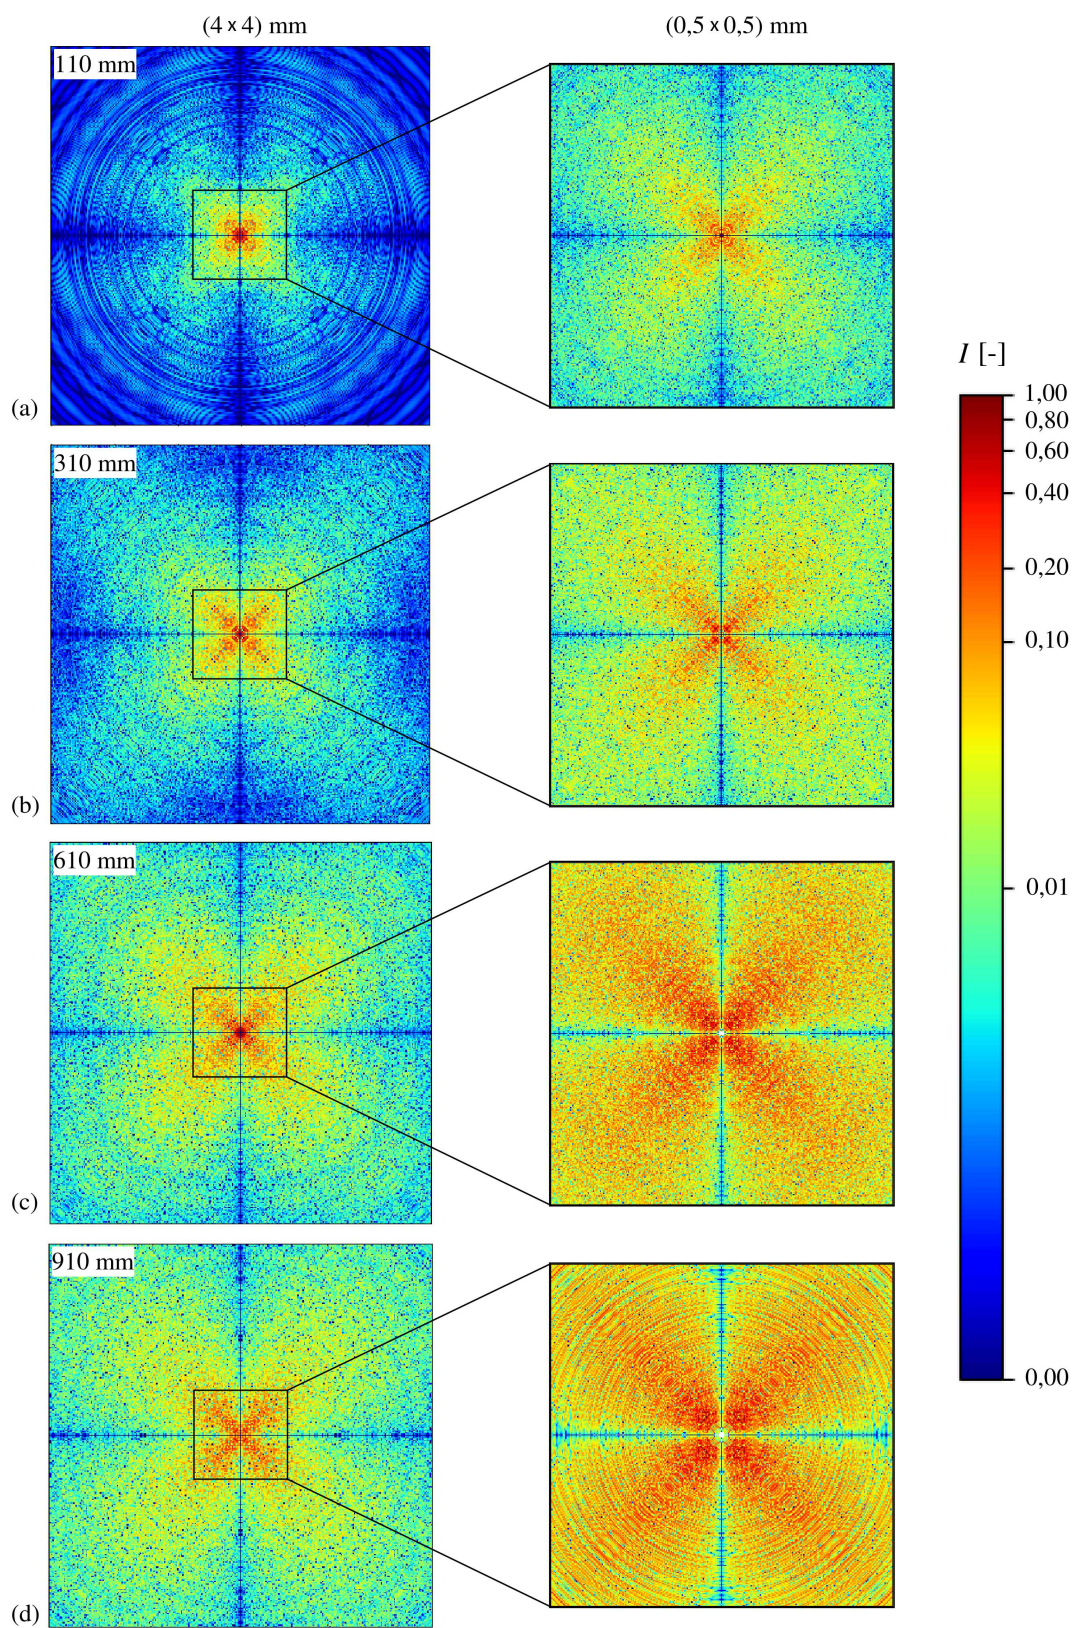 (4 × 4) mm
(0,5 × 0,5) mm
110 mm
(a)
310 mm
(b)
610 mm
(c)
910 mm
(d)
I [-]
1,00
0,80
0,60
0,40
0,20
0,10
0,01
0,00